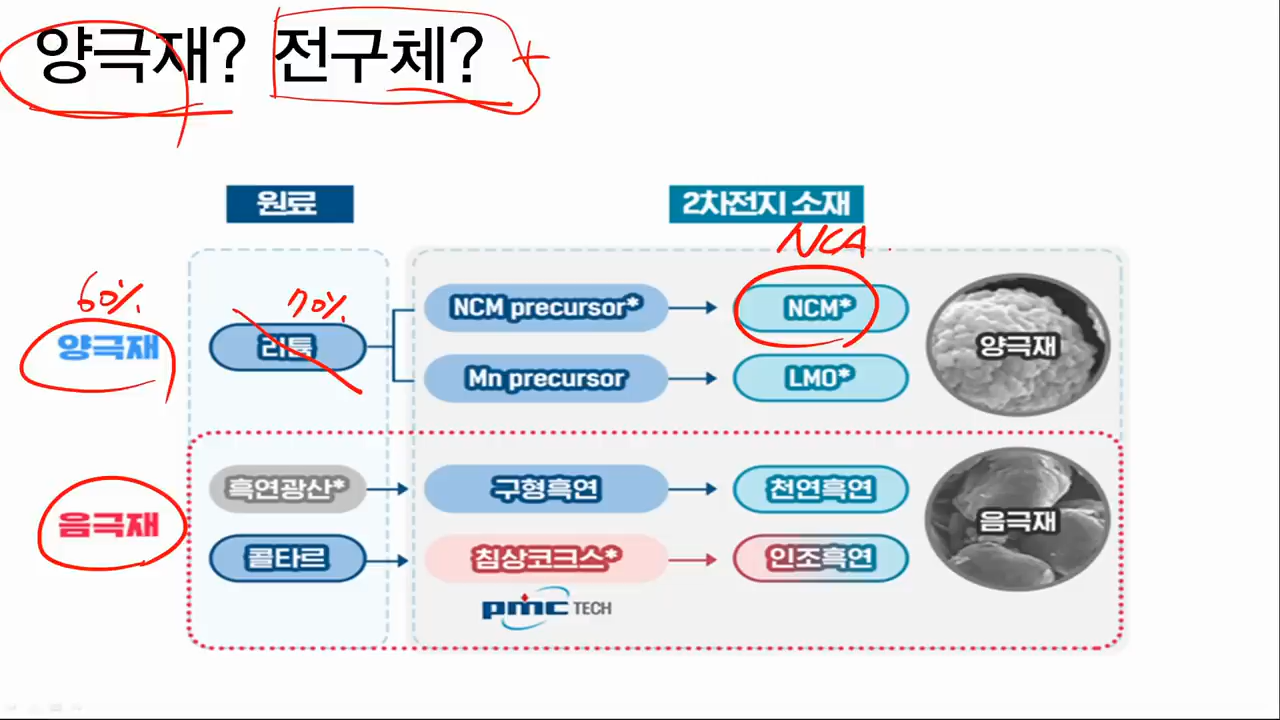 양극재? 전구체?
원료 2차전지 소재
NCA
60% 70% NCM precursor* NCM*
양극재 리튬 양극재
Mn precursor LMO*
흑연광산* 구형흑연 천연흑연
음극재 음극재
콜타르 침상코크스* 인조흑연
pmc TECH